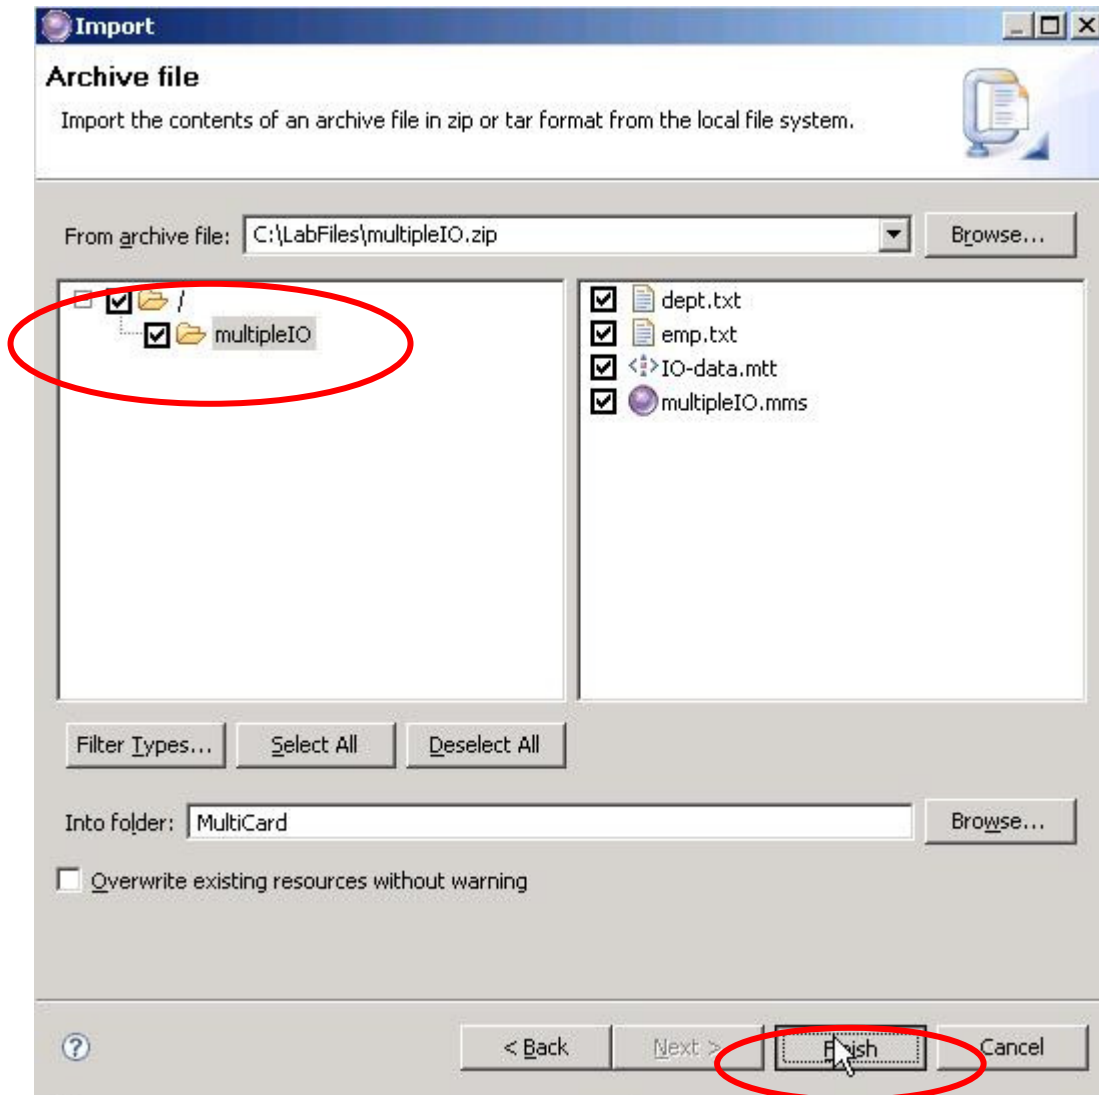 Import
Archive file
Import the contents of an archive file in zip or tar format from the local file system.
From archive file: C:\LabFiles\multipleIO.zip Browse...
/
multipleIO
dept.txt
emp.txt
IO-data.mtt
multipleIO.mms
Filter Types... Select All Deselect All
Into folder: MultiCard Browse...
Overwrite existing resources without warning
? < Back Next > Finish Cancel